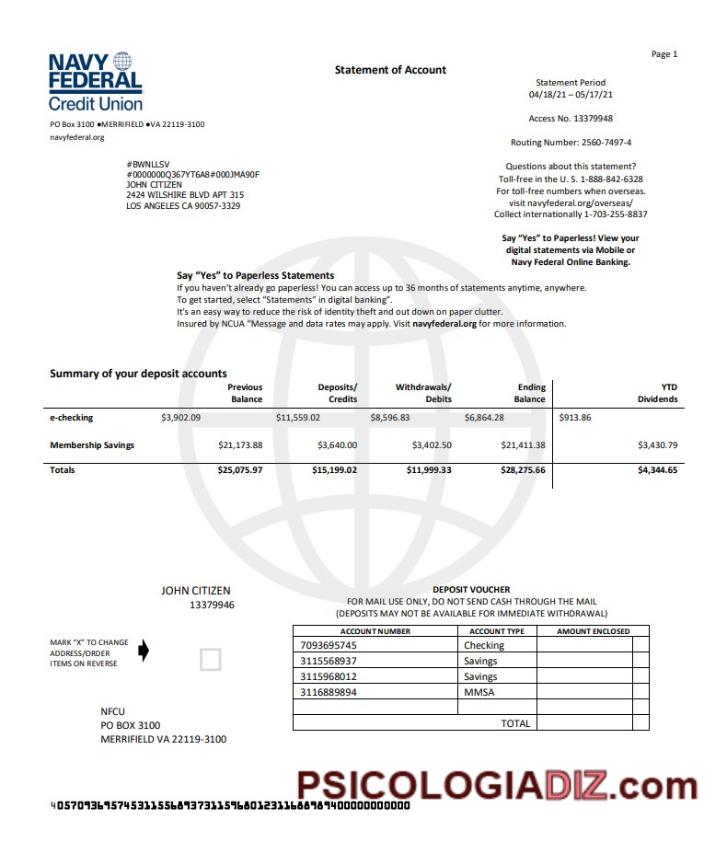 Page 1
NAVY
FEDERAL
Credit Union
Statement of Account
Statement Period
04/18/21 – 05/17/21
PO Box 3100 ●MERRIFIELD ●VA 22119-3100
navyfederal.org
Access No. 13379948
Routing Number: 2560-7497-4
#BWNLLSV
#0000000Q367YT6A8#000JMA90F
JOHN CITIZEN
2424 WILSHIRE BLVD APT 315
LOS ANGELES CA 90057-3329
Questions about this statement?
Toll-free in the U. S. 1-888-842-6328
For toll-free numbers when overseas.
visit navyfederal.org/overseas/
Collect internationally 1-703-255-8837
Say “Yes” to Paperless! View your
digital statements via Mobile or
Navy Federal Online Banking.
Say “Yes” to Paperless Statements
If you haven’t already go paperless! You can access up to 36 months of statements anytime, anywhere.
To get started, select “Statements” in digital banking”.
It’s an easy way to reduce the risk of identity theft and out down on paper clutter.
Insured by NCUA “Message and data rates may apply. Visit navyfederal.org for more information.
Summary of your deposit accounts
Previous Balance Deposits/ Credits Withdrawals/ Debits Ending Balance YTD Dividends
e-checking $3,902.09 $11,559.02 $8,596.83 $6,864.28 $913.86
Membership Savings $21,173.88 $3,640.00 $3,402.50 $21,411.38 $3,430.79
Totals $25,075.97 $15,199.02 $11,999.33 $28,275.66 $4,344.65
JOHN CITIZEN
13379946
MARK “X” TO CHANGE
ADDRESS/ORDER
ITEMS ON REVERSE
NFCU
PO BOX 3100
MERRIFIELD VA 22119-3100
DEPOSIT VOUCHER
FOR MAIL USE ONLY, DO NOT SEND CASH THROUGH THE MAIL
(DEPOSITS MAY NOT BE AVAILABLE FOR IMMEDIATE WITHDRAWAL)
ACCOUNT NUMBER ACCOUNT TYPE AMOUNT ENCLOSED
7093695745 Checking
3115568937 Savings
3115968012 Savings
3116889894 MMSA
TOTAL
PSICOLOGIADIZ.com
405709369574531155689373115968012311688989400000000000